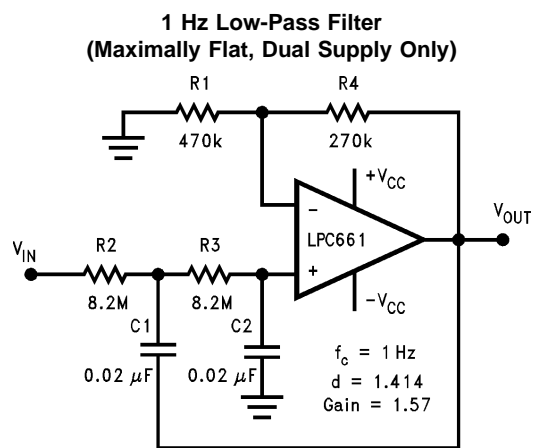 1 Hz Low-Pass Filter
(Maximally Flat, Dual Supply Only)
R1
R4
470k
270k
+VCC
VOUT
-
LPC661
VIN
R2
R3
+
8.2M
8.2M
-VCC
C1
C2
0.02 μF
0.02 μF
fc = 1 Hz
d = 1.414
Gain = 1.57